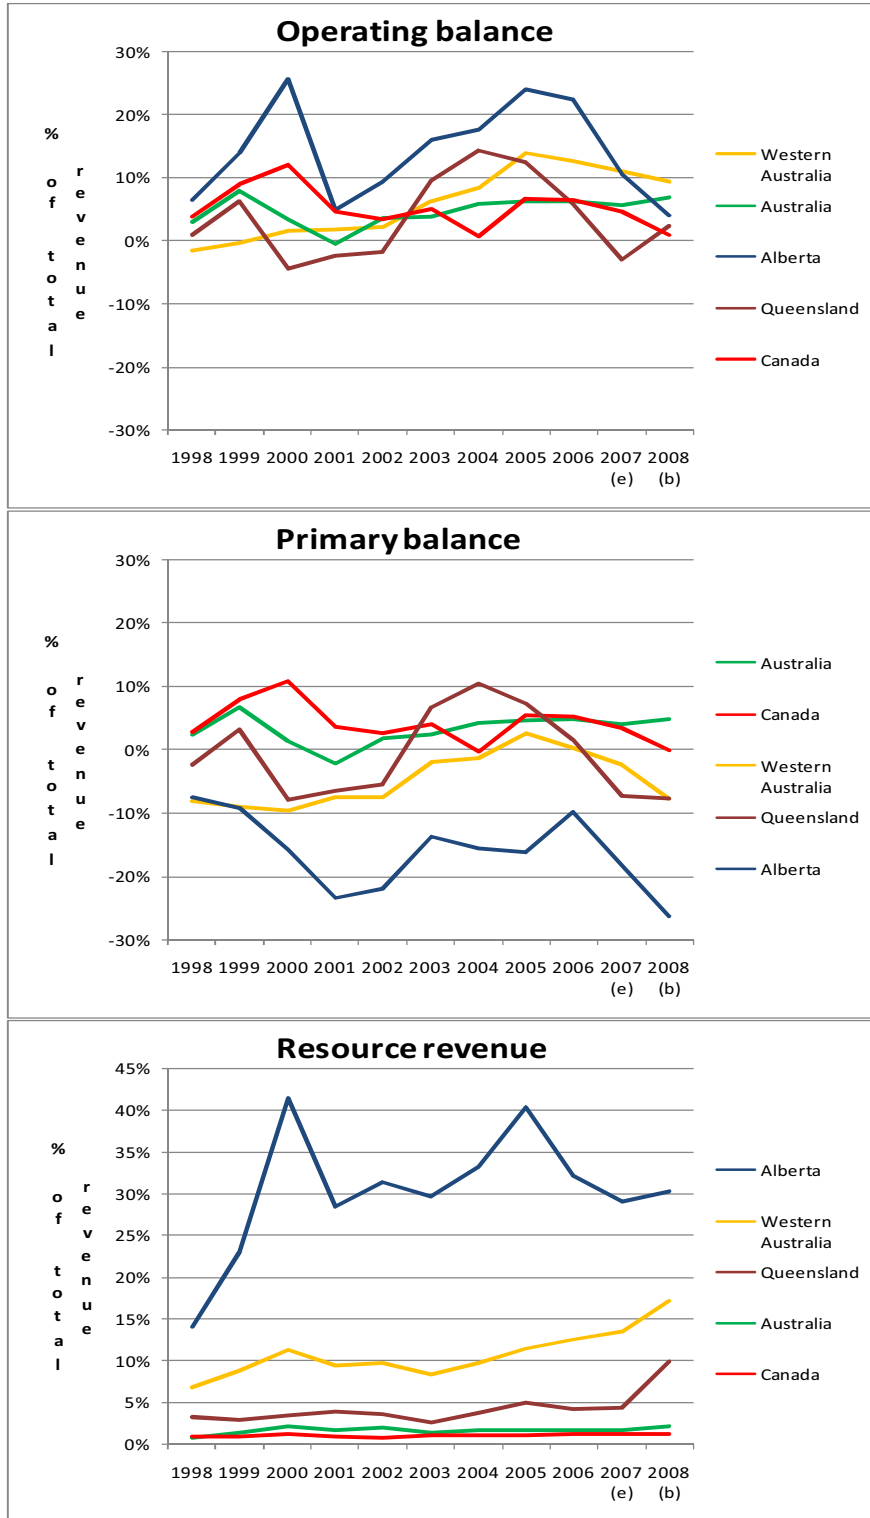 Operating balance
30%
20%
10%
0%
-10%
-20%
-30%
% of total
revenue
1998 1999 2000 2001 2002 2003 2004 2005 2006 2007 2008
(e) (b)
Western
Australia
Australia
Alberta
Queensland
Canada
Primary balance
30%
20%
10%
0%
-10%
-20%
-30%
% of total
revenue
1998 1999 2000 2001 2002 2003 2004 2005 2006 2007 2008
(e) (b)
Australia
Canada
Western
Australia
Queensland
Alberta
Resource revenue
45%
40%
35%
30%
25%
20%
15%
10%
5%
0%
% of total
revenue
1998 1999 2000 2001 2002 2003 2004 2005 2006 2007 2008
(e) (b)
Alberta
Western
Australia
Queensland
Australia
Canada